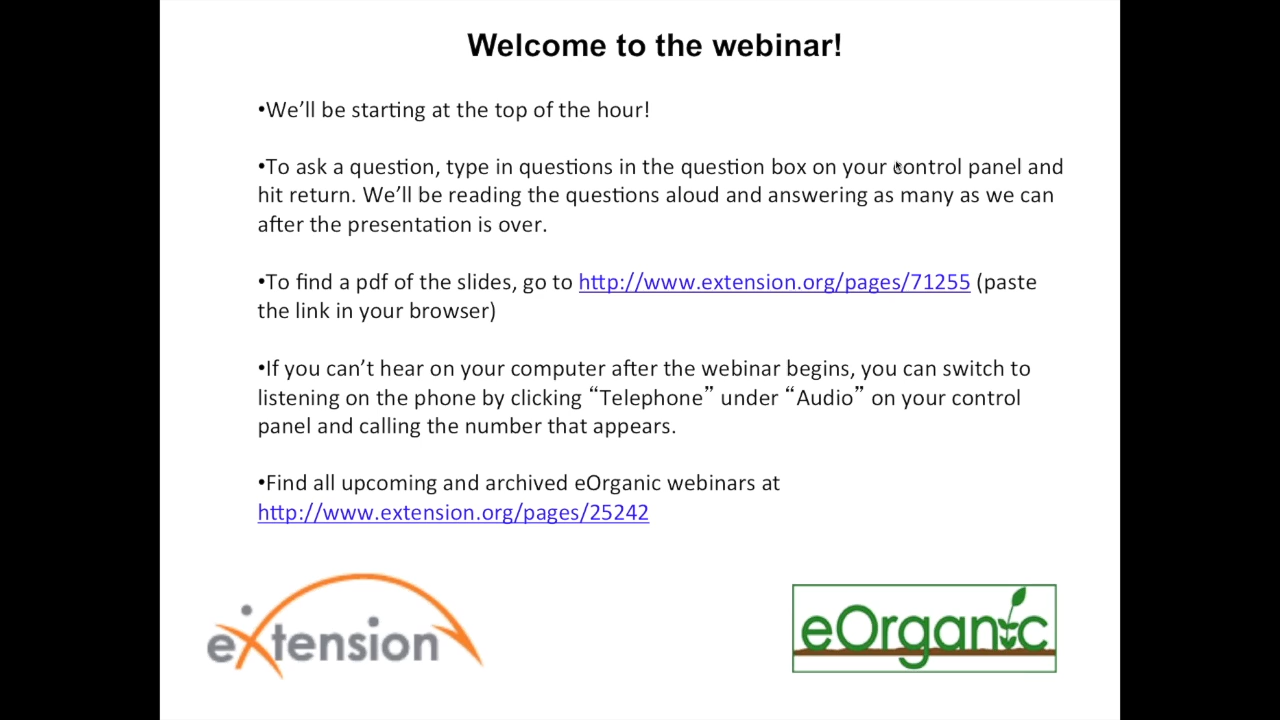 Welcome to the webinar!
•We’ll be starting at the top of the hour!
•To ask a question, type in questions in the question box on your control panel and
hit return. We’ll be reading the questions aloud and answering as many as we can
after the presentation is over.
•To find a pdf of the slides, go to http://www.extension.org/pages/71255 (paste
the link in your browser)
•If you can’t hear on your computer after the webinar begins, you can switch to
listening on the phone by clicking “Telephone” under “Audio” on your control
panel and calling the number that appears.
•Find all upcoming and archived eOrganic webinars at
http://www.extension.org/pages/25242
eXtension
eOrganic